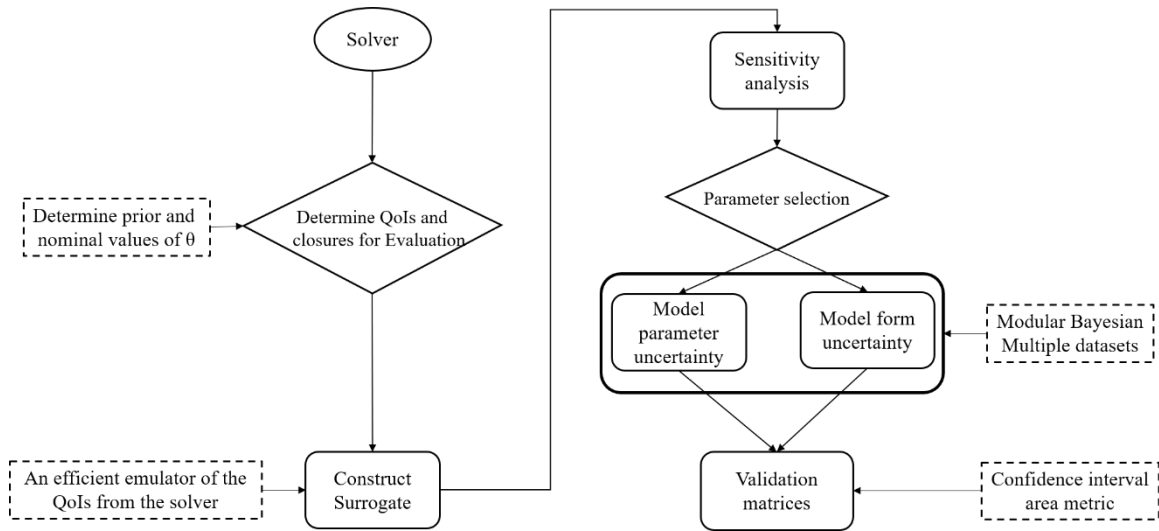 Solver
Determine prior and
nominal values of θ
Determine QoIs and
closures for Evaluation
An efficient emulator of the
QoIs from the solver
Construct
Surrogate
Sensitivity
analysis
Parameter selection
Model
parameter
uncertainty
Model form
uncertainty
Modular Bayesian
Multiple datasets
Validation
matrices
Confidence interval
area metric